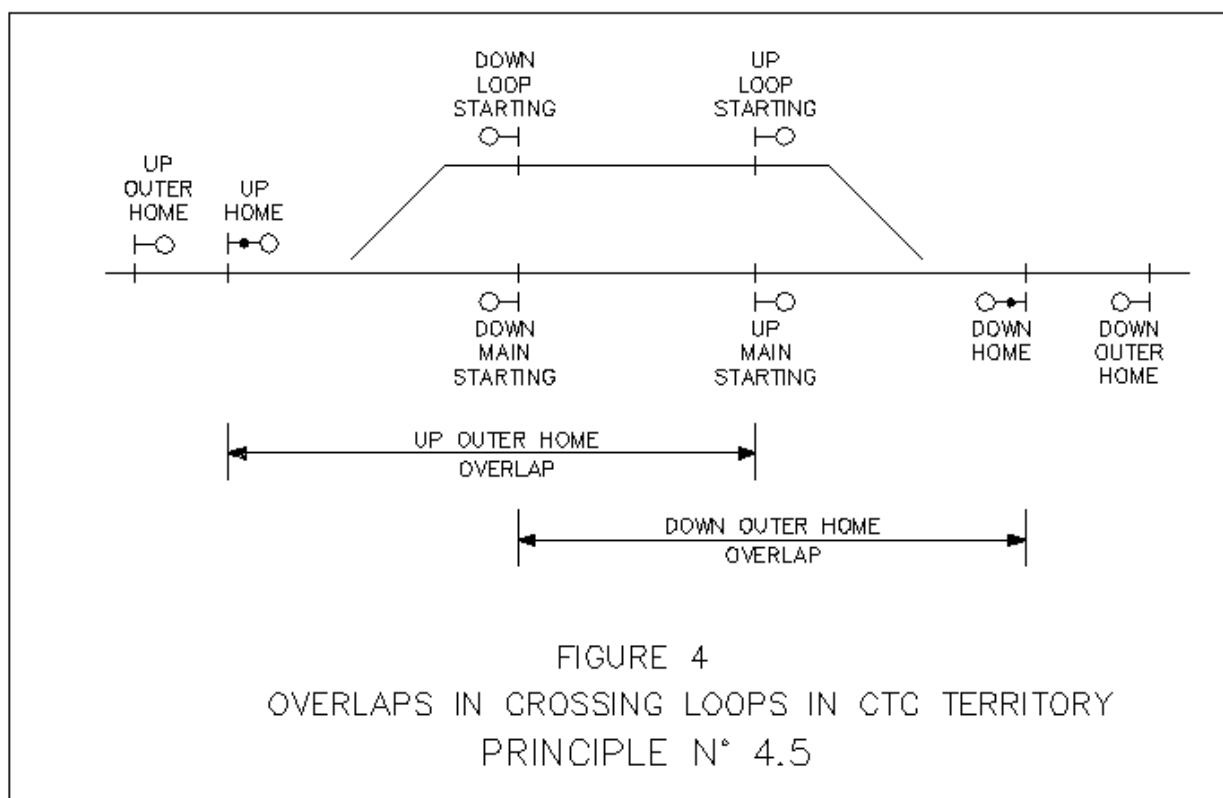 DOWN
LOOP
STARTING
UP
LOOP
STARTING
UP
OUTER
HOME
UP
HOME
DOWN
MAIN
STARTING
UP
MAIN
STARTING
DOWN
HOME
DOWN
OUTER
HOME
UP OUTER HOME
OVERLAP
DOWN OUTER HOME
OVERLAP
FIGURE 4
OVERLAPS IN CROSSING LOOPS IN CTC TERRITORY
PRINCIPLE N° 4.5